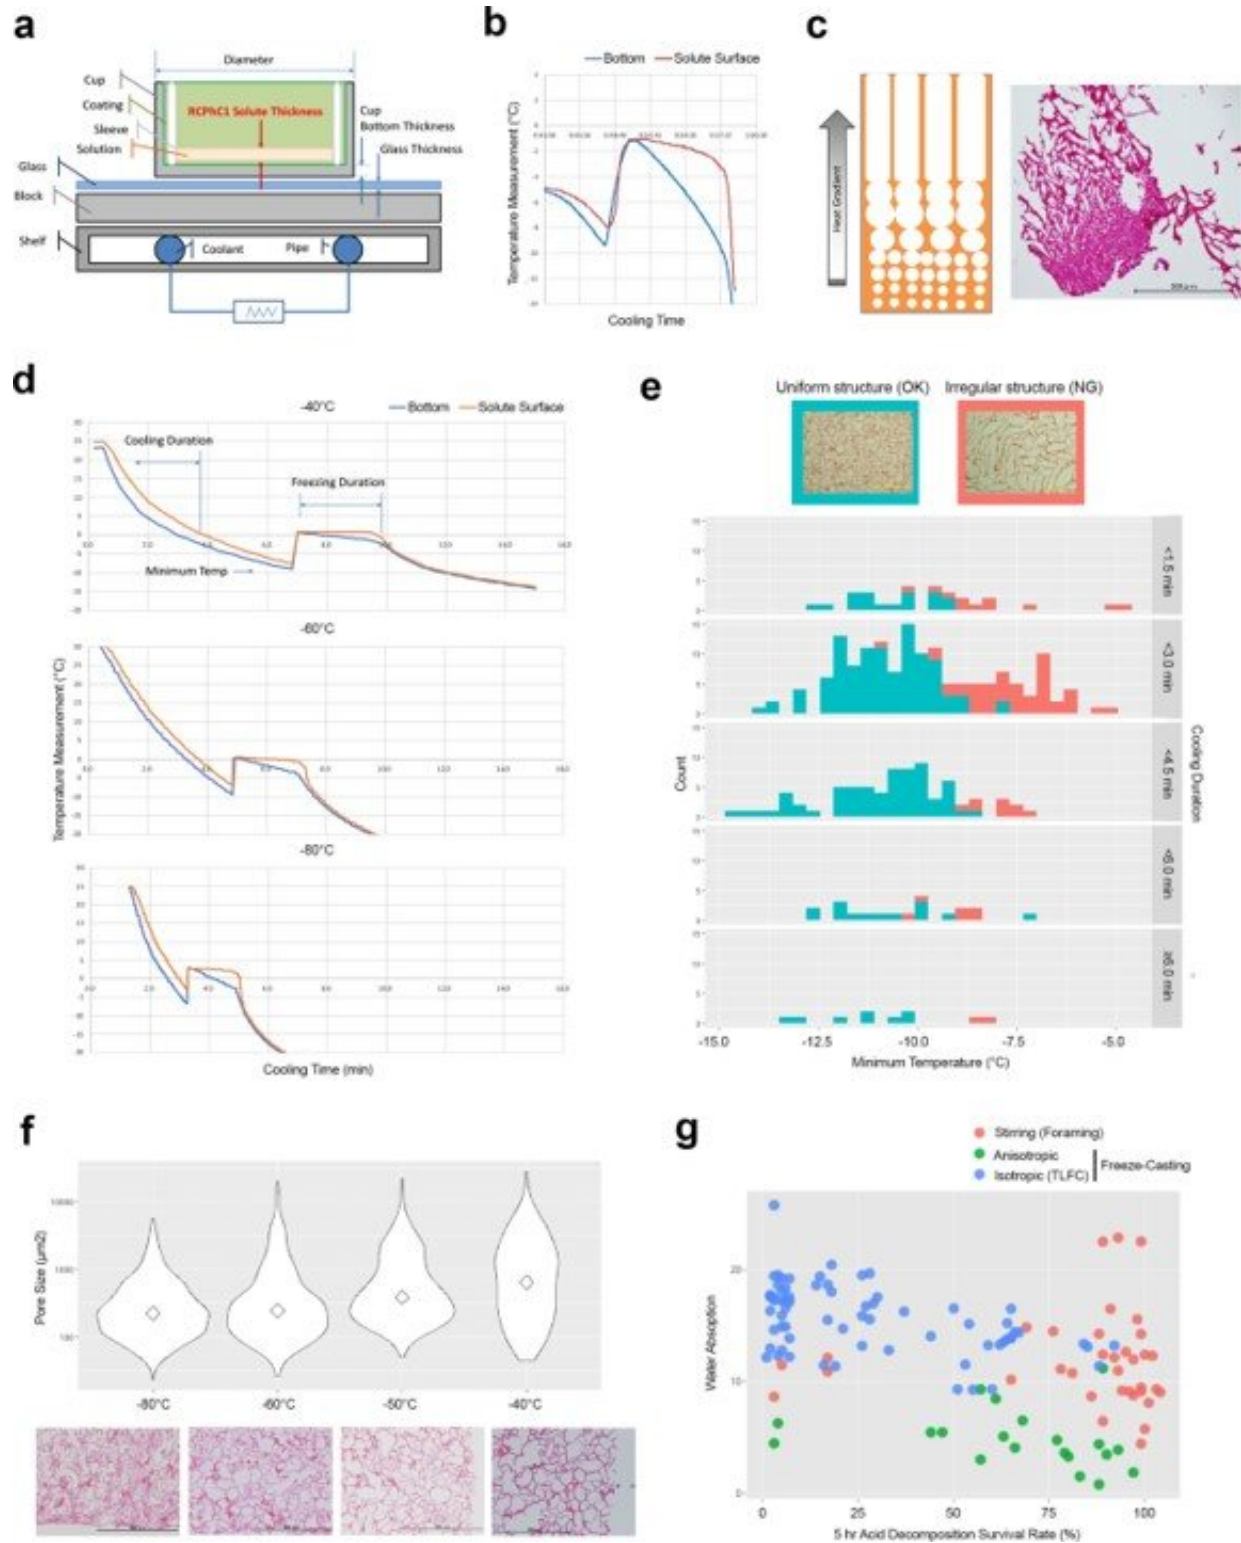 a
Diameter
Cup
Coating
RCPhC1 Solute Thickness
Sleeve
Solution
Cup
Bottom Thickness
Glass Thickness
Glass
Block
Shelf
Coolant
Pipe
b
Bottom
Solute Surface
Temperature Measurement (°C)
Cooling Time
c
Heat Gradient
d
-40°C
Bottom
Solute Surface
Cooling Duration
Freezing Duration
Minimum Temp
-60°C
Temperature Measurement (°C)
-80°C
Cooling Time (min)
e
Uniform structure (OK)
Irregular structure (NG)
<1.5 min
<3.0 min
<4.5 min
<6.0 min
≥6.0 min
Count
Cooling Duration
-15.0 -12.5 -10.0 -7.5 -5.0
Minimum Temperature (°C)
f
Pore Size (µm2)
10000
1000
100
-80°C -60°C -50°C -40°C
g
Stirring (Foraming)
Anisotropic
Isotropic (TLFC)
Freeze-Casting
Water Absoption
20
10
0
0 25 50 75 100
5 hr Acid Decomposition Survival Rate (%)